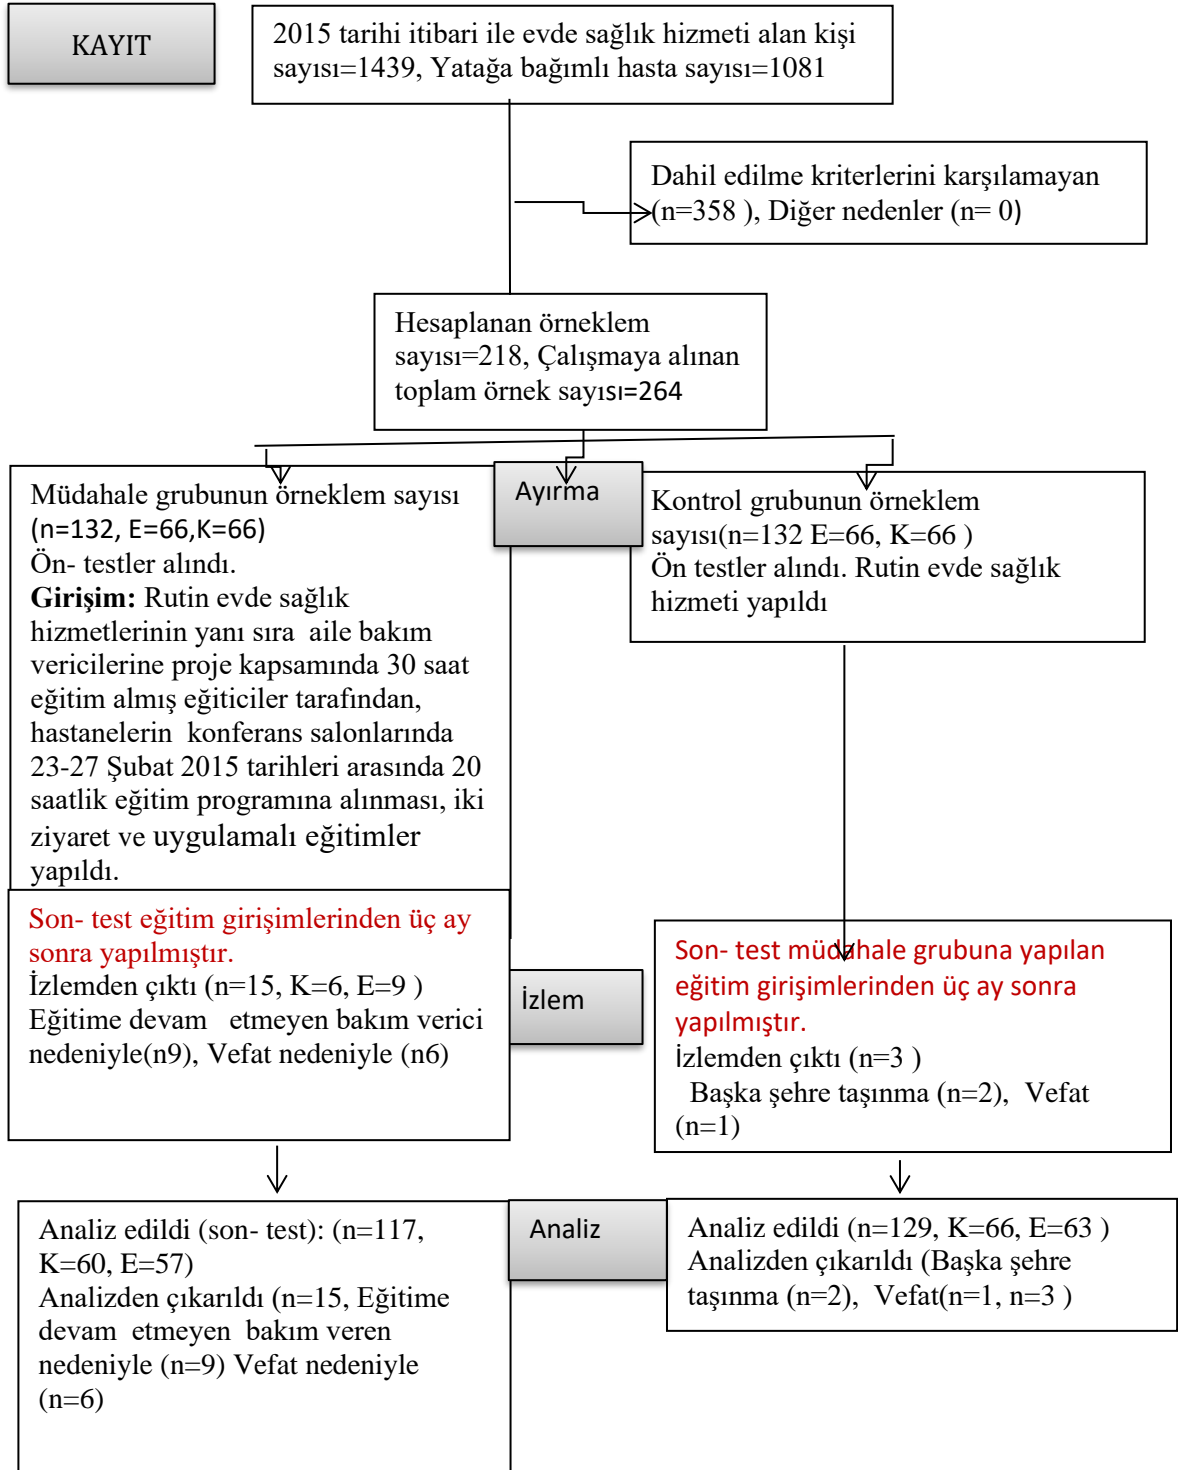 KAYIT
2015 tarihi itibari ile evde sağlık hizmeti alan kişi
sayısı=1439, Yatağa bağımlı hasta sayısı=1081
Dahil edilme kriterlerini karşılamayan
(n=358 ), Diğer nedenler (n= 0)
Hesaplanan örneklem
sayısı=218, Çalışmaya alınan
toplam örnek sayısı=264
Müdahale grubunun örneklem sayısı
(n=132, E=66,K=66)
Ön- testler alındı.
Girişim: Rutin evde sağlık
hizmetlerinin yanı sıra aile bakım
vericilerine proje kapsamında 30 saat
eğitim almış eğiticiler tarafından,
hastanelerin konferans salonlarında
23-27 Şubat 2015 tarihleri arasında 20
saatlik eğitim programına alınması, iki
ziyaret ve uygulamalı eğitimler
yapıldı.
Ayırma
Kontrol grubunun örneklem
sayısı(n=132 E=66, K=66 )
Ön testler alındı. Rutin evde sağlık
hizmeti yapıldı
Son- test eğitim girişimlerinden üç ay
sonra yapılmıştır.
İzlemden çıktı (n=15, K=6, E=9 )
Eğitime devam etmeyen bakım verici
nedeniyle(n9), Vefat nedeniyle (n6)
İzlem
Son- test müdahale grubuna yapılan
eğitim girişimlerinden üç ay sonra
yapılmıştır.
İzlemden çıktı (n=3 )
Başka şehre taşınma (n=2), Vefat
(n=1)
Analiz edildi (son- test): (n=117,
K=60, E=57)
Analizden çıkarıldı (n=15, Eğitime
devam etmeyen bakım veren
nedeniyle (n=9) Vefat nedeniyle
(n=6)
Analiz
Analiz edildi (n=129, K=66, E=63 )
Analizden çıkarıldı (Başka şehre
taşınma (n=2), Vefat(n=1, n=3 )